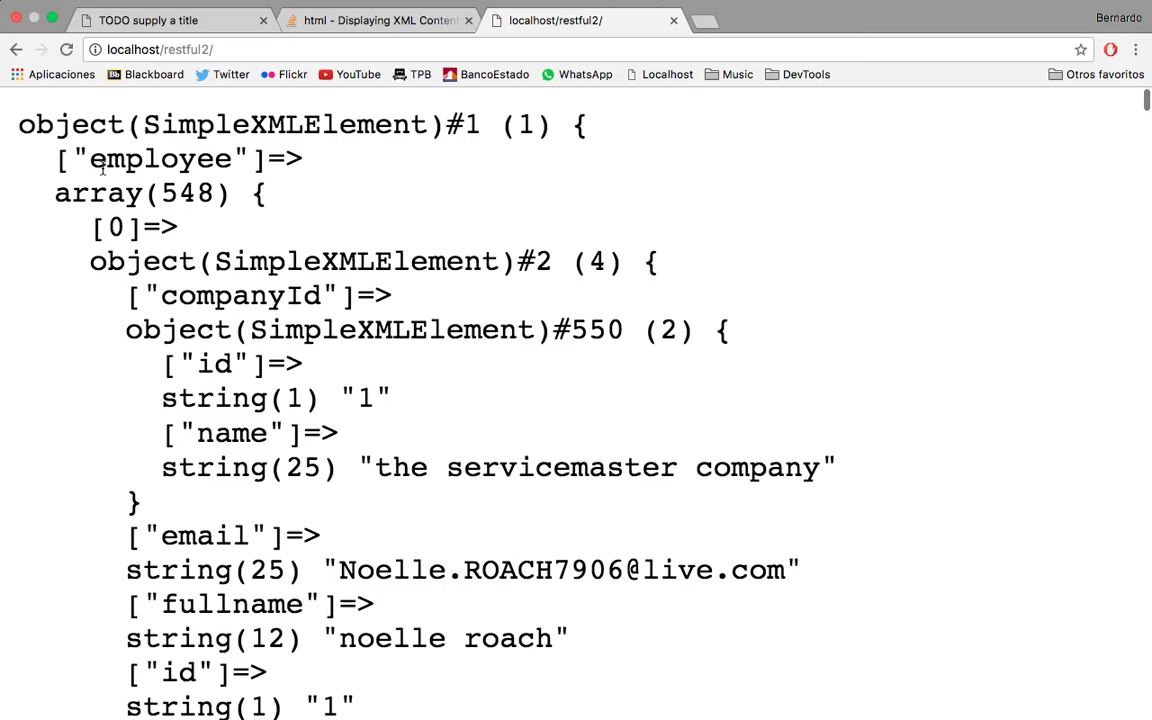 TODO supply a title
html - Displaying XML Conten
localhost/restful2/
Bernardo
localhost/restful2/
Aplicaciones
Bb Blackboard
Twitter
Flickr
YouTube
TPB
BancoEstado
WhatsApp
Localhost
Music
DevTools
Otros favoritos
object(SimpleXMLElement)#1 (1) {
["employee"]=>
array(548) {
[0]=>
object(SimpleXMLElement)#2 (4) {
["companyId"]=>
object(SimpleXMLElement)#550 (2) {
["id"]=>
string(1) "1"
["name"]=>
string(25) "the servicemaster company"
}
["email"]=>
string(25) "Noelle.ROACH7906@live.com"
["fullname"]=>
string(12) "noelle roach"
["id"]=>
string(1) "1"